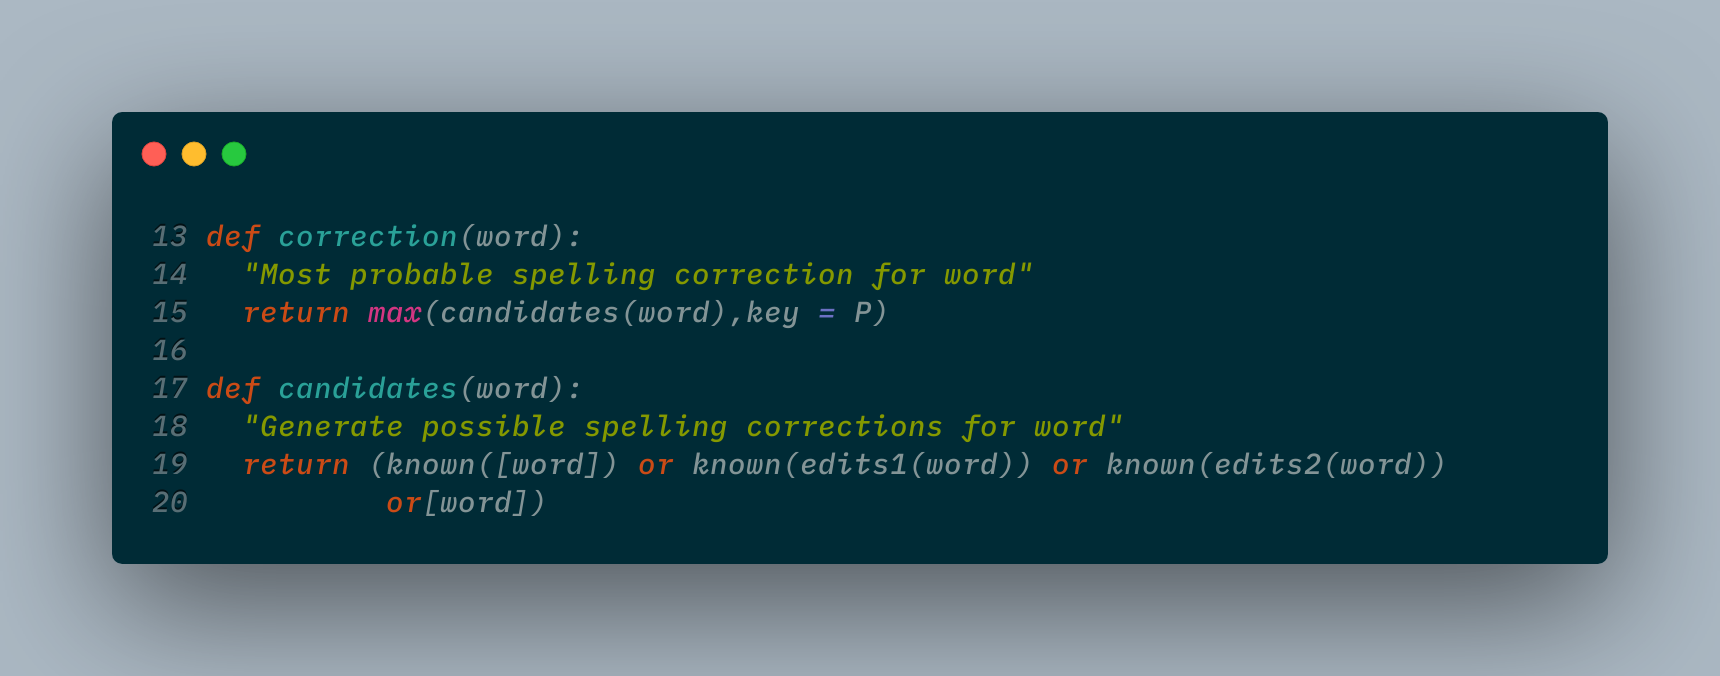 13 def correction(word):
14   "Most probable spelling correction for word"
15   return max(candidates(word),key = P)
16
17 def candidates(word):
18   "Generate possible spelling corrections for word"
19   return (known([word]) or known(edits1(word)) or known(edits2(word))
20           or[word])